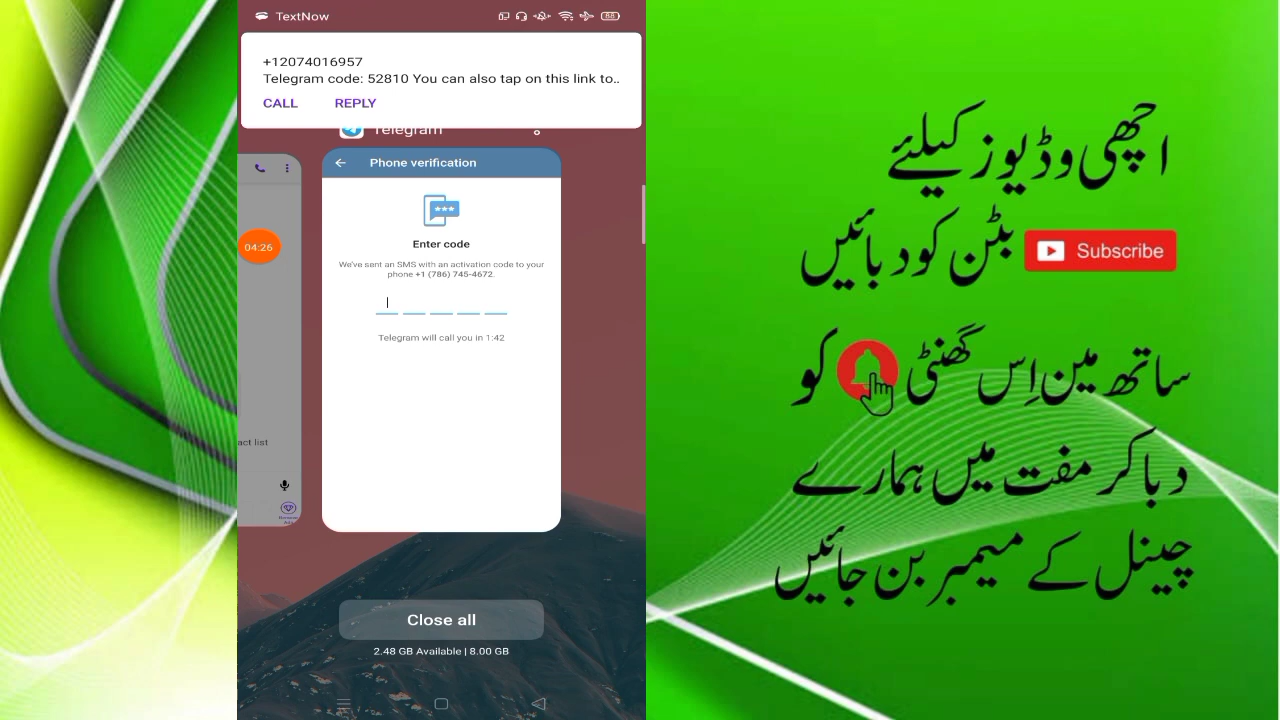 TextNow
88
+12074016957
Telegram code: 52810 You can also tap on this link to..
CALL REPLY
Telegram
Phone verification
04:26
Enter code
We've sent an SMS with an activation code to your
phone +1 (786) 745-4672.
Telegram will call you in 1:42
act list
Close all
2.48 GB Available | 8.00 GB
اچھی وڈیوز کیلئے
Subscribe بٹن کو دبائیں
ساتھ میں اِس گھنٹی کو
دبا کر مفت میں ہمارے
چینل کے میمبر بن جائیں